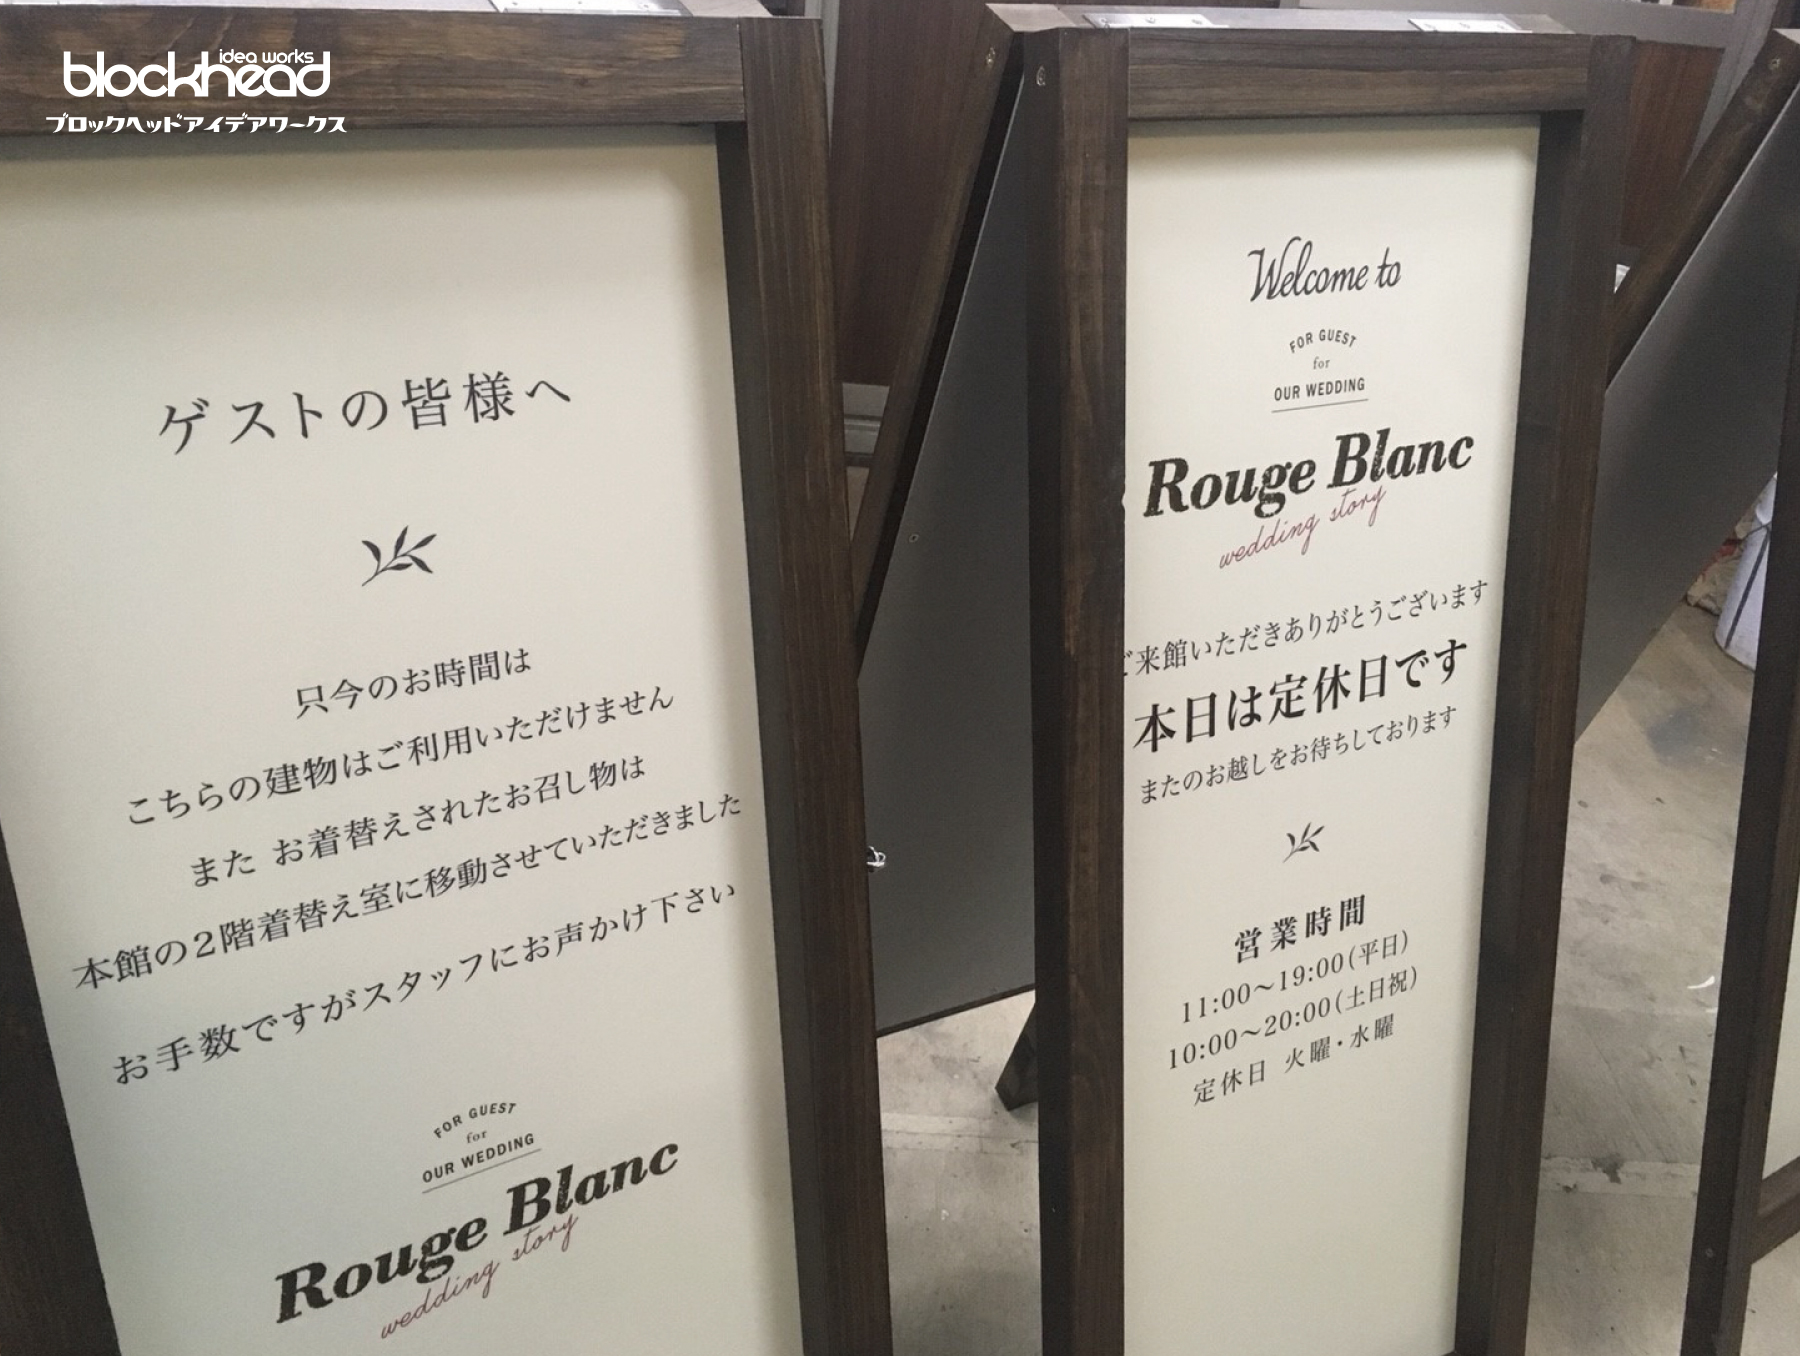 idea works
blockhead
ブロックヘッドアイデアワークス
ゲストの皆様へ
只今のお時間は
こちらの建物はご利用いただけません
また お着替えされたお召し物は
本館の2階着替え室に移動させていただきました
お手数ですがスタッフにお声かけ下さい
FOR GUEST
for
OUR WEDDING
Rouge Blanc
wedding story
Welcome to
FOR GUEST
for
OUR WEDDING
Rouge Blanc
wedding story
ご来館いただきありがとうございます
本日は定休日です
またのお越しをお待ちしております
営業時間
11:00〜19:00(平日)
10:00〜20:00(土日祝)
定休日 火曜・水曜